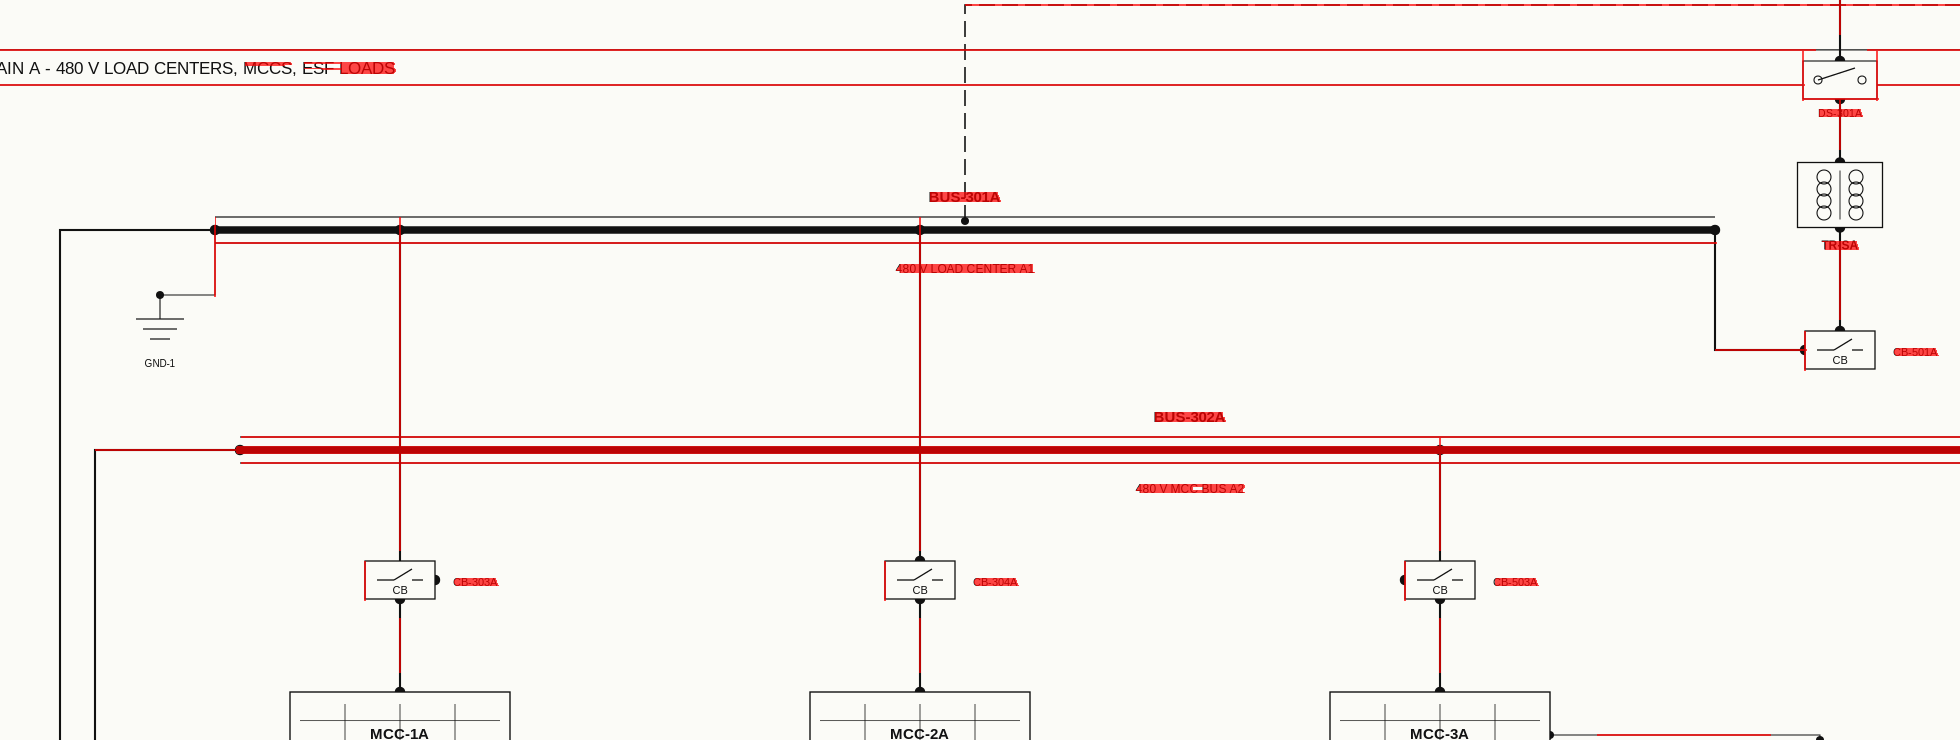 AIN A - 480 V LOAD CENTERS, MCCS, ESF LOADS
DS-301A
BUS-301A
TR-SA
480 V LOAD CENTER A1
GND-1
CB
CB-501A
BUS-302A
480 V MCC BUS A2
CB
CB-303A
CB
CB-304A
CB
CB-503A
MCC-1A
MCC-2A
MCC-3A